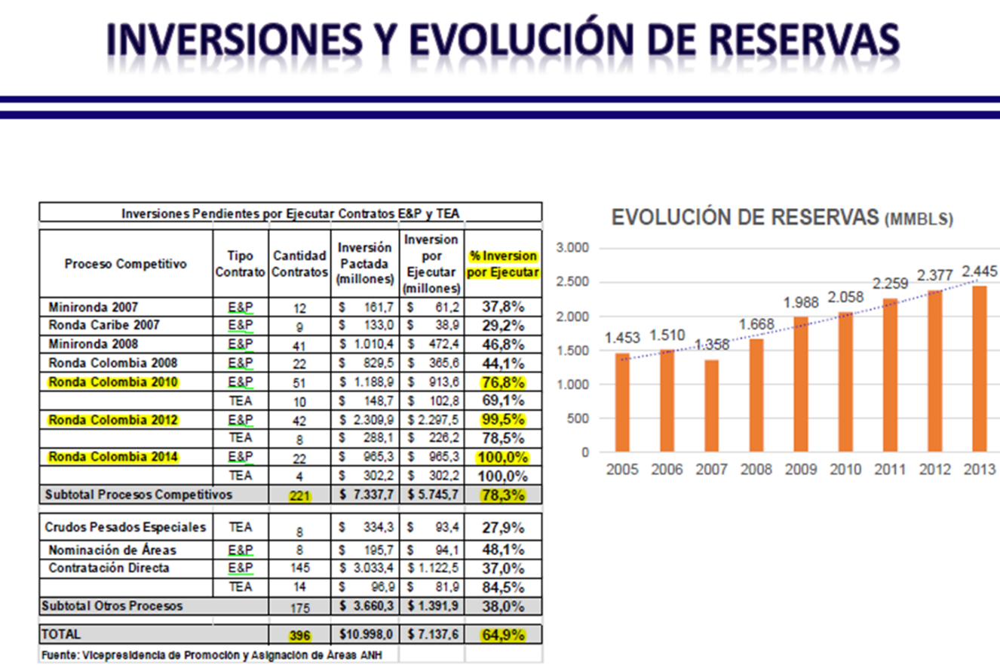 INVERSIONES Y EVOLUCIÓN DE RESERVAS
Inversiones Pendientes por Ejecutar Contratos E&P y TEA
Proceso Competitivo Tipo Contrato Cantidad Contratos Inversión Pactada (millones) Inversion por Ejecutar (millones) % Inversion por Ejecutar
Minironda 2007 E&P 12 $ 161,7 $ 61,2 37,8%
Ronda Caribe 2007 E&P 9 $ 133,0 $ 38,9 29,2%
Minironda 2008 E&P 41 $ 1.010,4 $ 472,4 46,8%
Ronda Colombia 2008 E&P 22 $ 829,5 $ 365,6 44,1%
Ronda Colombia 2010 E&P 51 $ 1.188,9 $ 913,6 76,8%
TEA 10 $ 148,7 $ 102,8 69,1%
Ronda Colombia 2012 E&P 42 $ 2.309,9 $ 2.297,5 99,5%
TEA 8 $ 288,1 $ 226,2 78,5%
Ronda Colombia 2014 E&P 22 $ 965,3 $ 965,3 100,0%
TEA 4 $ 302,2 $ 302,2 100,0%
Subtotal Procesos Competitivos 221 $ 7.337,7 $ 5.745,7 78,3%
Crudos Pesados Especiales TEA 8 $ 334,3 $ 93,4 27,9%
Nominación de Áreas E&P 8 $ 195,7 $ 94,1 48,1%
Contratación Directa E&P 145 $ 3.033,4 $ 1.122,5 37,0%
TEA 14 $ 96,9 $ 81,9 84,5%
Subtotal Otros Procesos 175 $ 3.660,3 $ 1.391,9 38,0%
TOTAL 396 $10.998,0 $ 7.137,6 64,9%
Fuente: Vicepresidencia de Promoción y Asignación de Áreas ANH
EVOLUCIÓN DE RESERVAS (MMBLS)
3.000
2.500
2.000
1.500
1.000
500
0
1.453 1.510 1.358 1.668 1.988 2.058 2.259 2.377 2.445
2005 2006 2007 2008 2009 2010 2011 2012 2013